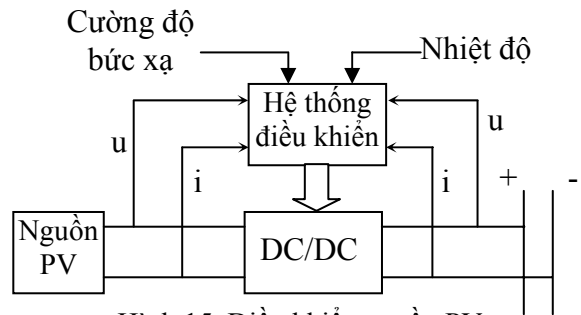 Cường độ
bức xạ
Nhiệt độ
Hệ thống
điều khiển
u
u
i
i
+
-
Nguồn
PV
DC/DC